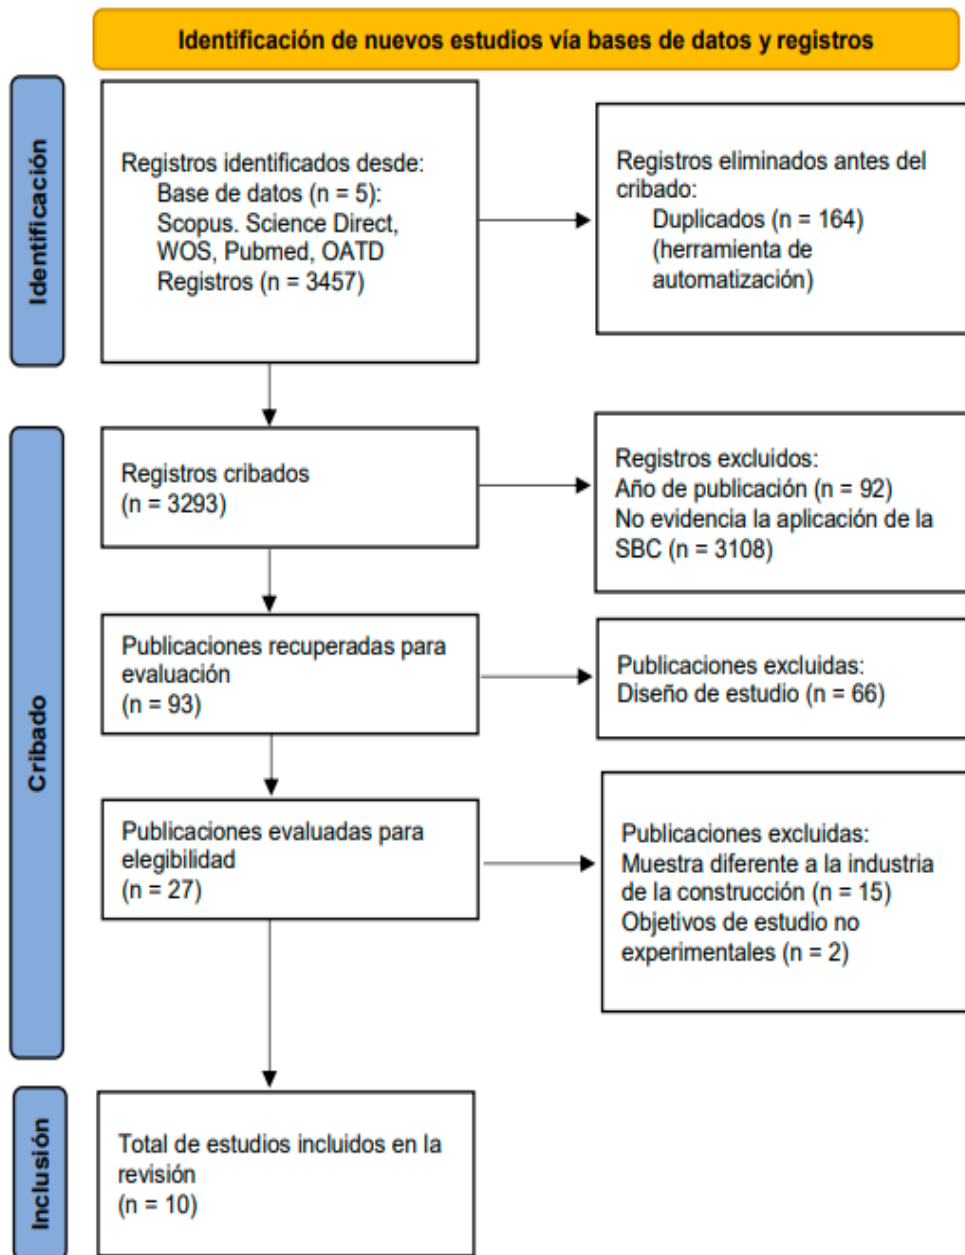 Identificación de nuevos estudios vía bases de datos y registros
Identificación
Registros identificados desde:
Base de datos (n = 5):
Scopus. Science Direct,
WOS, Pubmed, OATD
Registros (n = 3457)
Registros eliminados antes del
cribado:
Duplicados (n = 164)
(herramienta de
automatización)
Cribado
Registros cribados
(n = 3293)
Registros excluidos:
Año de publicación (n = 92)
No evidencia la aplicación de la
SBC (n = 3108)
Publicaciones recuperadas para
evaluación
(n = 93)
Publicaciones excluidas:
Diseño de estudio (n = 66)
Publicaciones evaluadas para
elegibilidad
(n = 27)
Publicaciones excluidas:
Muestra diferente a la industria
de la construcción (n = 15)
Objetivos de estudio no
experimentales (n = 2)
Inclusión
Total de estudios incluidos en la
revisión
(n = 10)